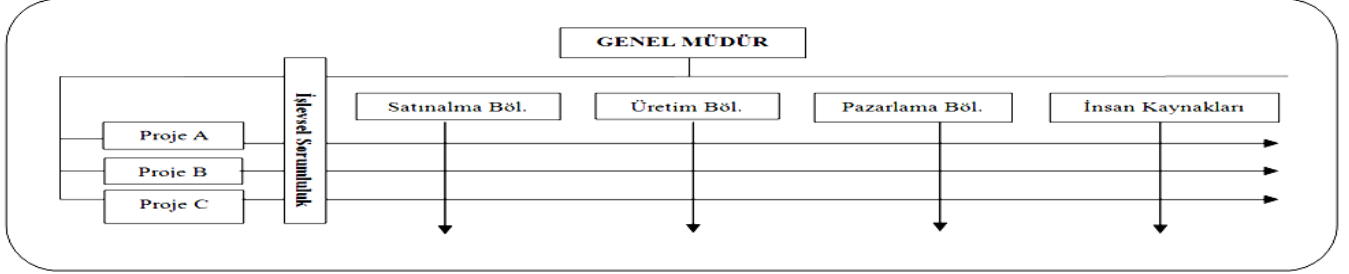 GENEL MÜDÜR
İşlevsel Sorumluluk
Satınalma Böl.
Üretim Böl.
Pazarlama Böl.
İnsan Kaynakları
Proje A
Proje B
Proje C